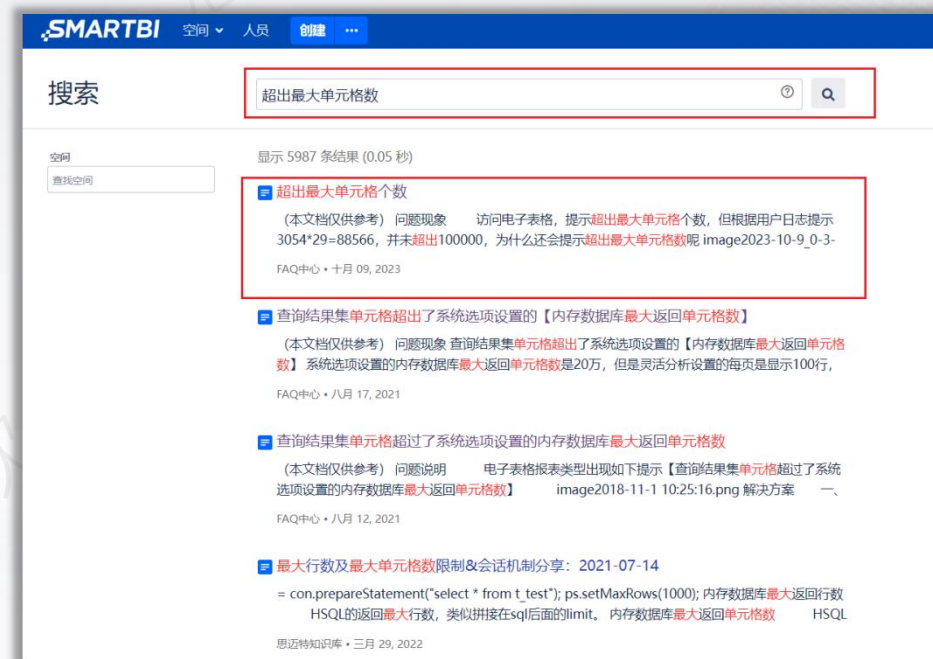 SMARTBI 空间 人员 创建 ···
搜索
超出最大单元格数
空间
查找空间
显示 5987 条结果 (0.05 秒)
超出最大单元格个数
（本文档仅供参考） 问题现象 访问电子表格，提示超出最大单元格个数，但根据用户日志提示
3054*29=88566，并未超出100000，为什么还会提示超出最大单元格数呢 image2023-10-9_0-3-
FAQ中心 • 十月 09, 2023
查询结果集单元格超出了系统选项设置的【内存数据库最大返回单元格数】
（本文档仅供参考） 问题现象 查询结果集单元格超出了系统选项设置的【内存数据库最大返回单元格
数】 系统选项设置的内存数据库最大返回单元格数是20万，但是灵活分析设置的每页是显示100行，
FAQ中心 • 八月 17, 2021
查询结果集单元格超过了系统选项设置的内存数据库最大返回单元格数
（本文档仅供参考） 问题说明 电子表格报表类型出现如下提示【查询结果集单元格超过了系统
选项设置的内存数据库最大返回单元格数】 image2018-11-1 10:25:16.png 解决方案 一、
FAQ中心 • 八月 12, 2021
最大行数及最大单元格数限制&会话机制分享：2021-07-14
= con.prepareStatement("select * from t_test"); ps.setMaxRows(1000); 内存数据库最大返回行数
HSQL的返回最大行数，类似拼接在sql后面的limit。 内存数据库最大返回单元格数 HSQL
思迈特知识库 • 三月 29, 2022